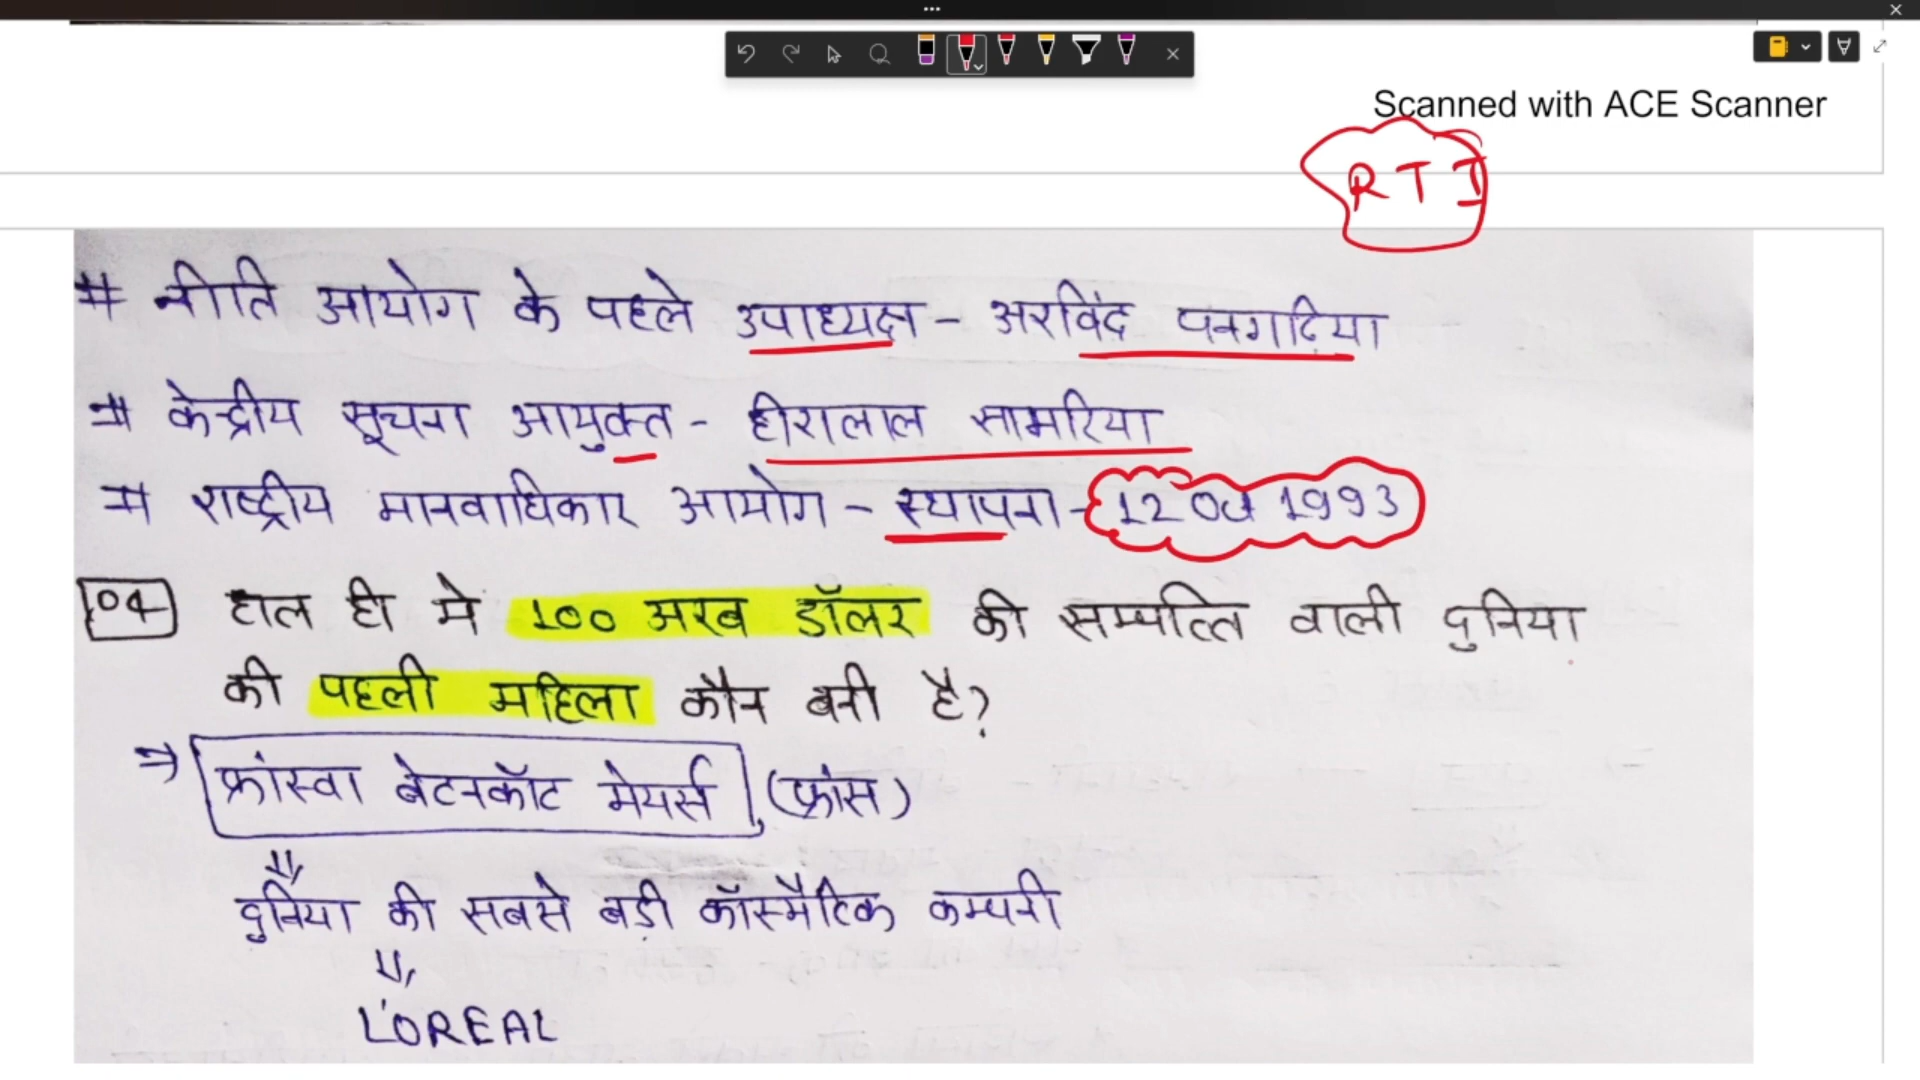 Scanned with ACE Scanner
RTI
# नीति आयोग के पहले उपाध्यक्ष - अरविंद पनगढ़िया
# केन्द्रीय सूचना आयुक्त - हीरालाल सामरिया
# राष्ट्रीय मानवाधिकार आयोग - स्थापना - 12 Oct 1993
04 हाल ही मे 100 अरब डॉलर की सम्पत्ति वाली दुनिया
की पहली महिला कौन बनी है?
⇒ फ्रांस्वा बेटनकॉट मेयर्स, (फ्रांस)
दुनिया की सबसे बड़ी कॉस्मैटिक कम्पनी
L'OREAL